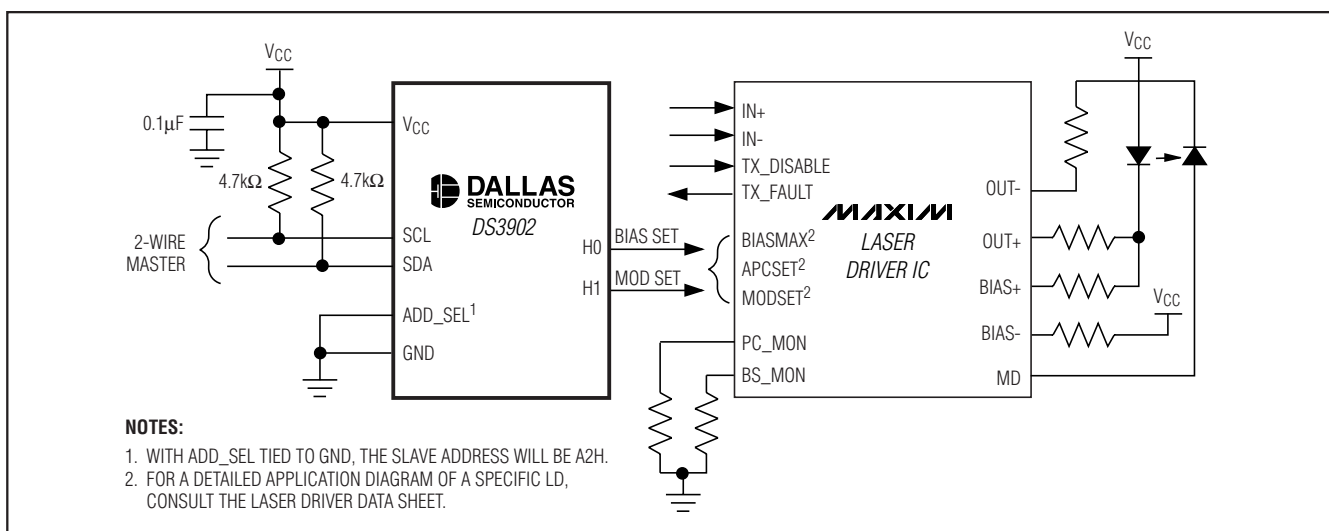 VCC
0.1µF
4.7kΩ
4.7kΩ
2-WIRE
MASTER
VCC
SCL
SDA
ADD_SEL1
GND
DALLAS
SEMICONDUCTOR
DS3902
H0
H1
BIAS SET
MOD SET
IN+
IN-
TX_DISABLE
TX_FAULT
BIASMAX2
APCSET2
MODSET2
PC_MON
BS_MON
MAXIM
LASER
DRIVER IC
OUT-
OUT+
BIAS+
BIAS-
MD
VCC
VCC
NOTES:
1. WITH ADD_SEL TIED TO GND, THE SLAVE ADDRESS WILL BE A2H.
2. FOR A DETAILED APPLICATION DIAGRAM OF A SPECIFIC LD,
CONSULT THE LASER DRIVER DATA SHEET.